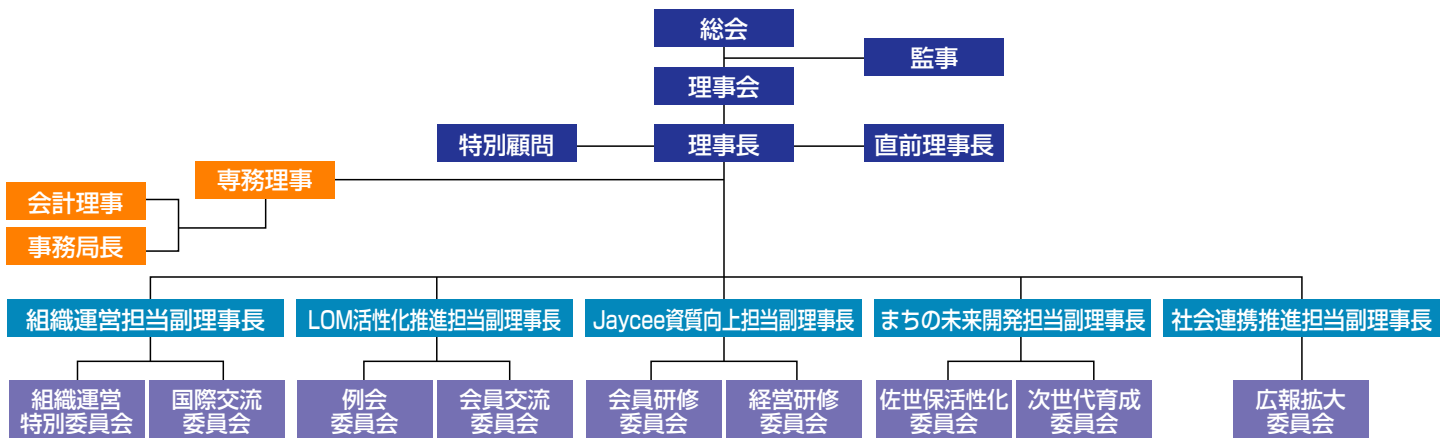 総会
監事
理事会
特別顧問
理事長
直前理事長
専務理事
会計理事
事務局長
組織運営担当副理事長
LOM活性化推進担当副理事長
Jaycee資質向上担当副理事長
まちの未来開発担当副理事長
社会連携推進担当副理事長
組織運営
特別委員会
国際交流
委員会
例会
委員会
会員交流
委員会
会員研修
委員会
経営研修
委員会
佐世保活性化
委員会
次世代育成
委員会
広報拡大
委員会